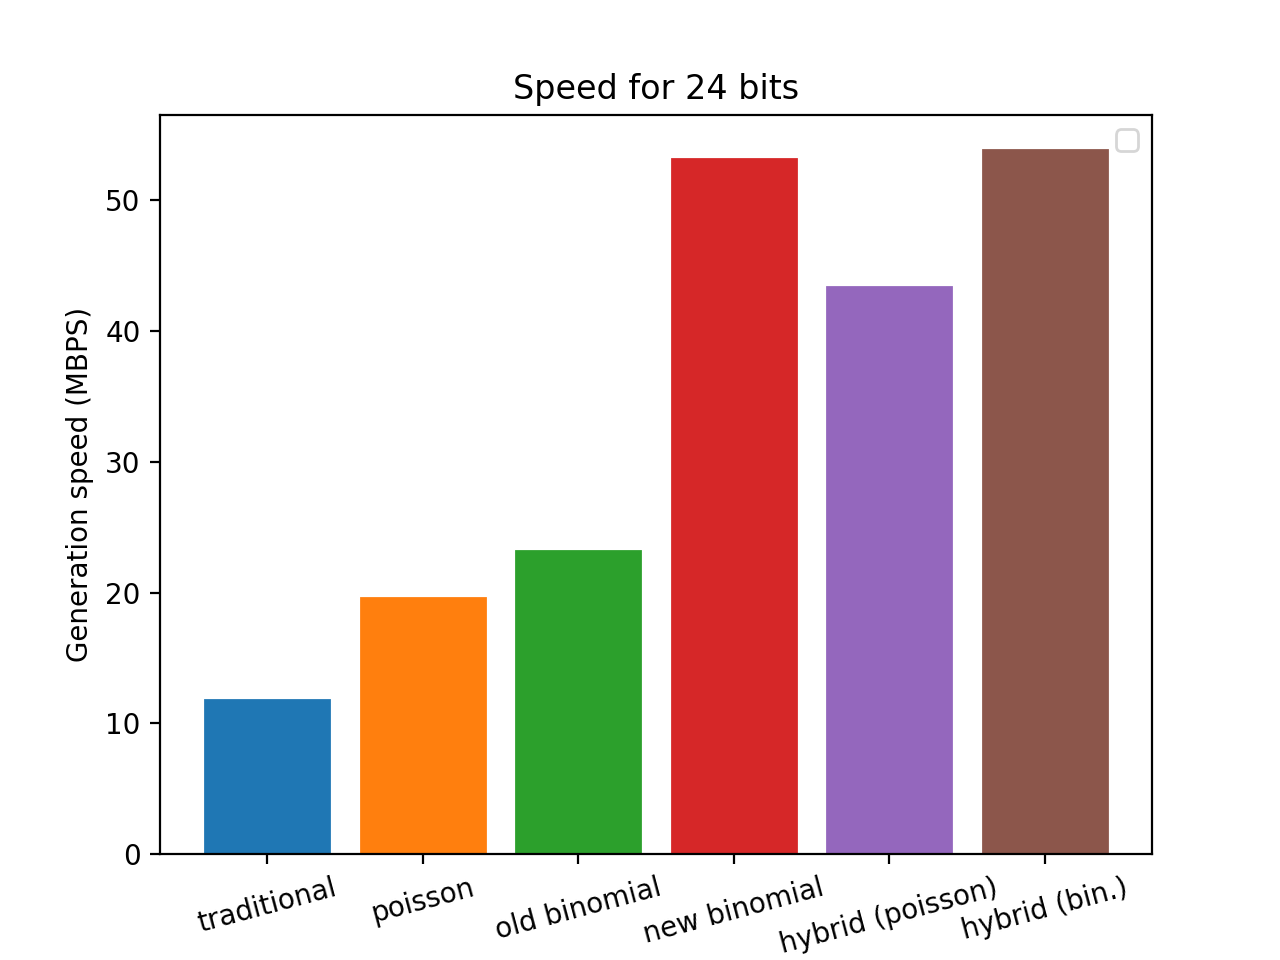 Speed for 24 bits
Generation speed (MBPS)
50
40
30
20
10
0
traditional
poisson
old binomial
new binomial
hybrid (poisson)
hybrid (bin.)